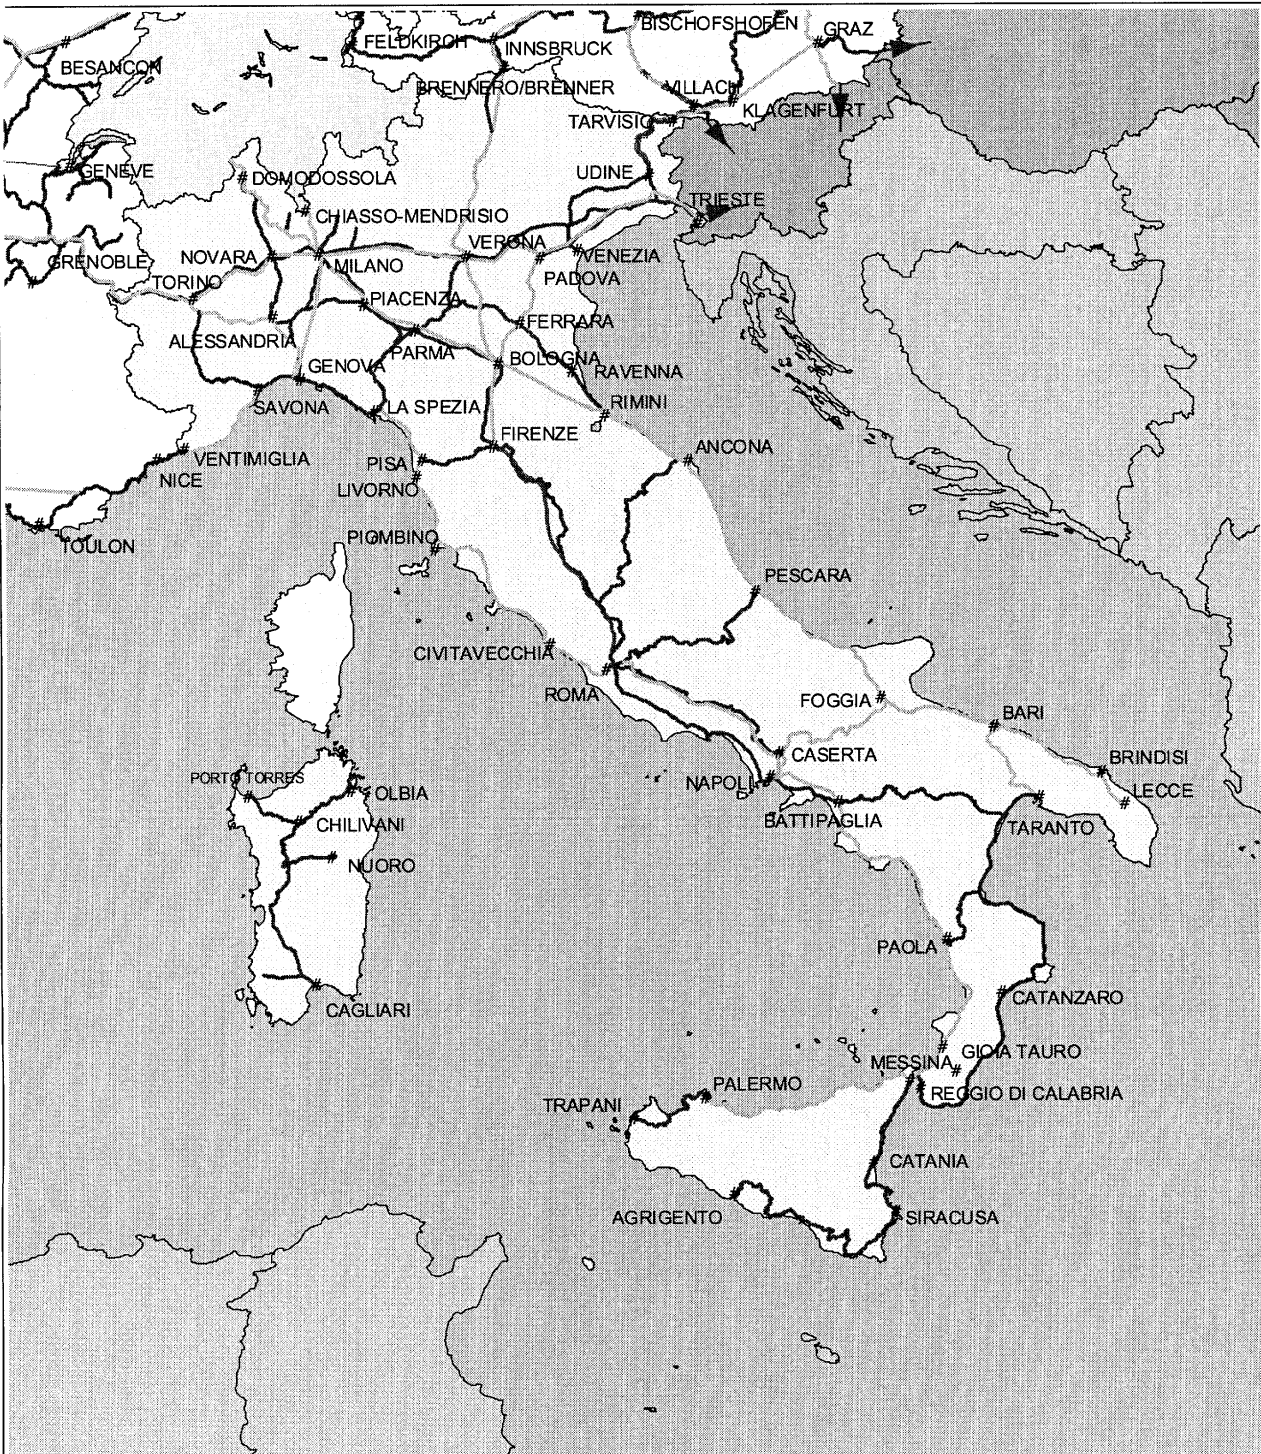 BISCHOFSHOFEN
GRAZ
FELDKIRCH
INNSBRUCK
BESANCON
BRENNERO/BRENNER
VILLACH
KLAGENFURT
TARVISIO
GENEVE
DOMODOSSOLA
UDINE
TRIESTE
CHIASSO-MENDRISIO
VERONA
NOVARA
MILANO
VENEZIA
GRENOBLE
PADOVA
TORINO
PIACENZA
FERRARA
ALESSANDRIA
PARMA
BOLOGNA
GENOVA
RAVENNA
SAVONA
LA SPEZIA
RIMINI
FIRENZE
ANCONA
VENTIMIGLIA
PISA
NICE
LIVORNO
PIOMBINO
TOULON
PESCARA
CIVITAVECCHIA
ROMA
FOGGIA
BARI
CASERTA
BRINDISI
PORTO TORRES
OLBIA
NAPOLI
LECCE
CHILIVANI
BATTIPAGLIA
TARANTO
NUORO
PAOLA
CATANZARO
CAGLIARI
GIOIA TAURO
MESSINA
PALERMO
REGGIO DI CALABRIA
TRAPANI
CATANIA
AGRIGENTO
SIRACUSA